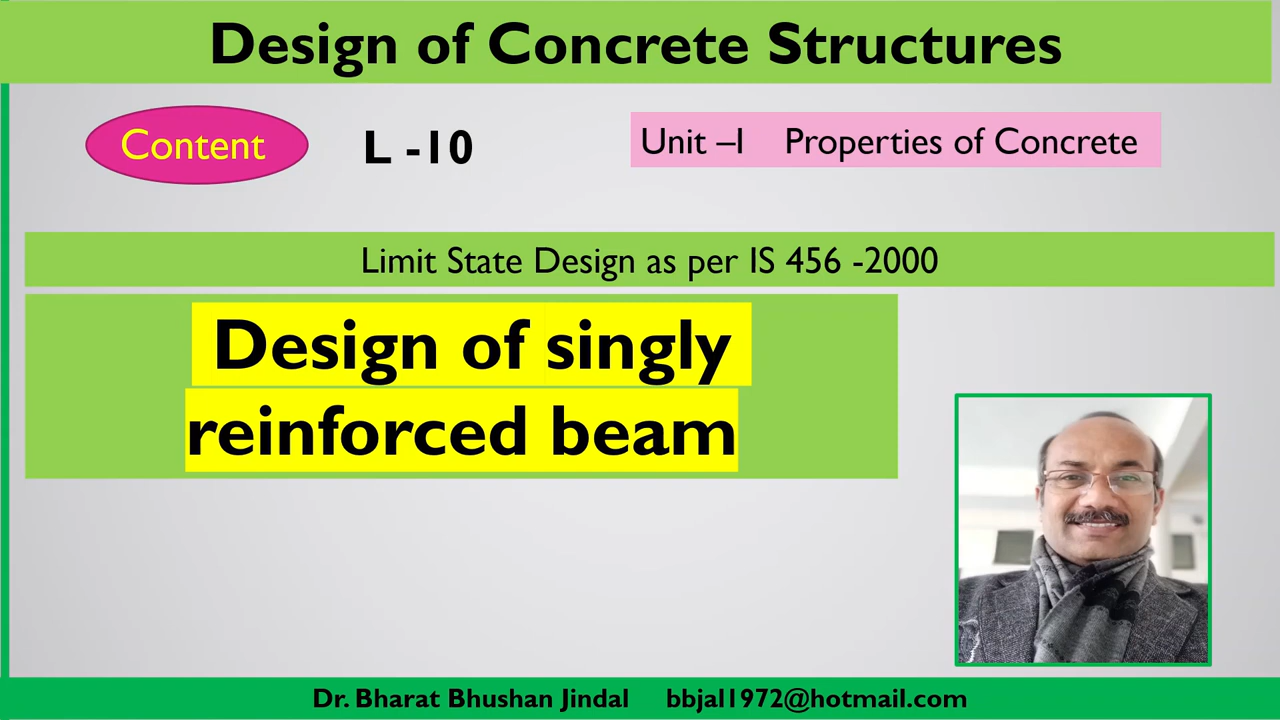 Design of Concrete Structures
Content
L -10
Unit –I Properties of Concrete
Limit State Design as per IS 456 -2000
Design of singly
reinforced beam
Dr. Bharat Bhushan Jindal bbjal1972@hotmail.com